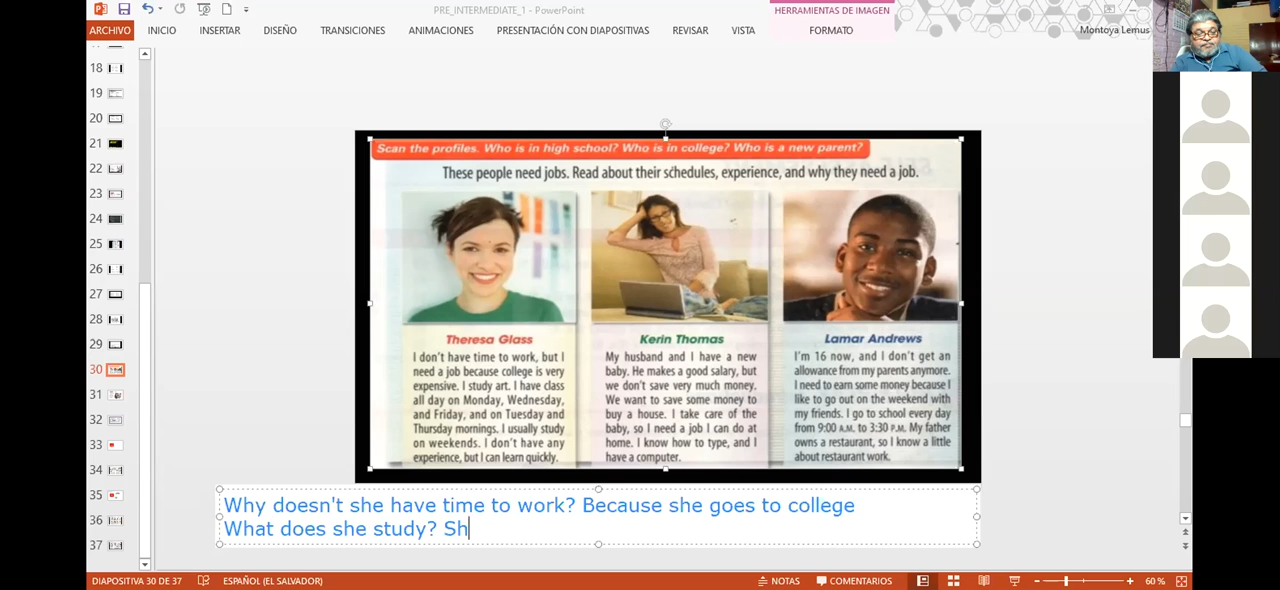 PRE_INTERMEDIATE_1 - PowerPoint
HERRAMIENTAS DE IMAGEN
Montoya Lemus
ARCHIVO INICIO INSERTAR DISEÑO TRANSICIONES ANIMACIONES PRESENTACIÓN CON DIAPOSITIVAS REVISAR VISTA FORMATO
18
19
20
21
22
23
24
25
26
27
28
29
30
31
32
33
34
35
36
37
Scan the profiles. Who is in high school? Who is in college? Who is a new parent?
These people need jobs. Read about their schedules, experience, and why they need a job.
Theresa Glass
I don't have time to work, but I
need a job because college is very
expensive. I study art. I have class
all day on Monday, Wednesday,
and Friday, and on Tuesday and
Thursday mornings. I usually study
on weekends. I don't have any
experience, but I can learn quickly.
Kerin Thomas
My husband and I have a new
baby. He makes a good salary, but
we don't save very much money.
We want to save some money to
buy a house. I take care of the
baby, so I need a job I can do at
home. I know how to type, and I
have a computer.
Lamar Andrews
I'm 16 now, and I don't get an
allowance from my parents anymore.
I need to earn some money because I
like to go out on the weekend with
my friends. I go to school every day
from 9:00 A.M. to 3:30 P.M. My father
owns a restaurant, so I know a little
about restaurant work.
Why doesn't she have time to work? Because she goes to college
What does she study? Sh
DIAPOSITIVA 30 DE 37 ESPAÑOL (EL SALVADOR) NOTAS COMENTARIOS 60 %